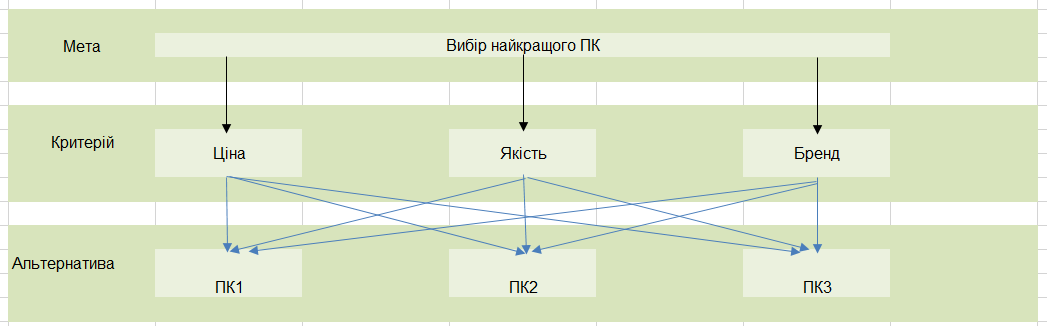 Мета
Вибір найкращого ПК
Критерій
Ціна
Якість
Бренд
Альтернатива
ПК1
ПК2
ПК3